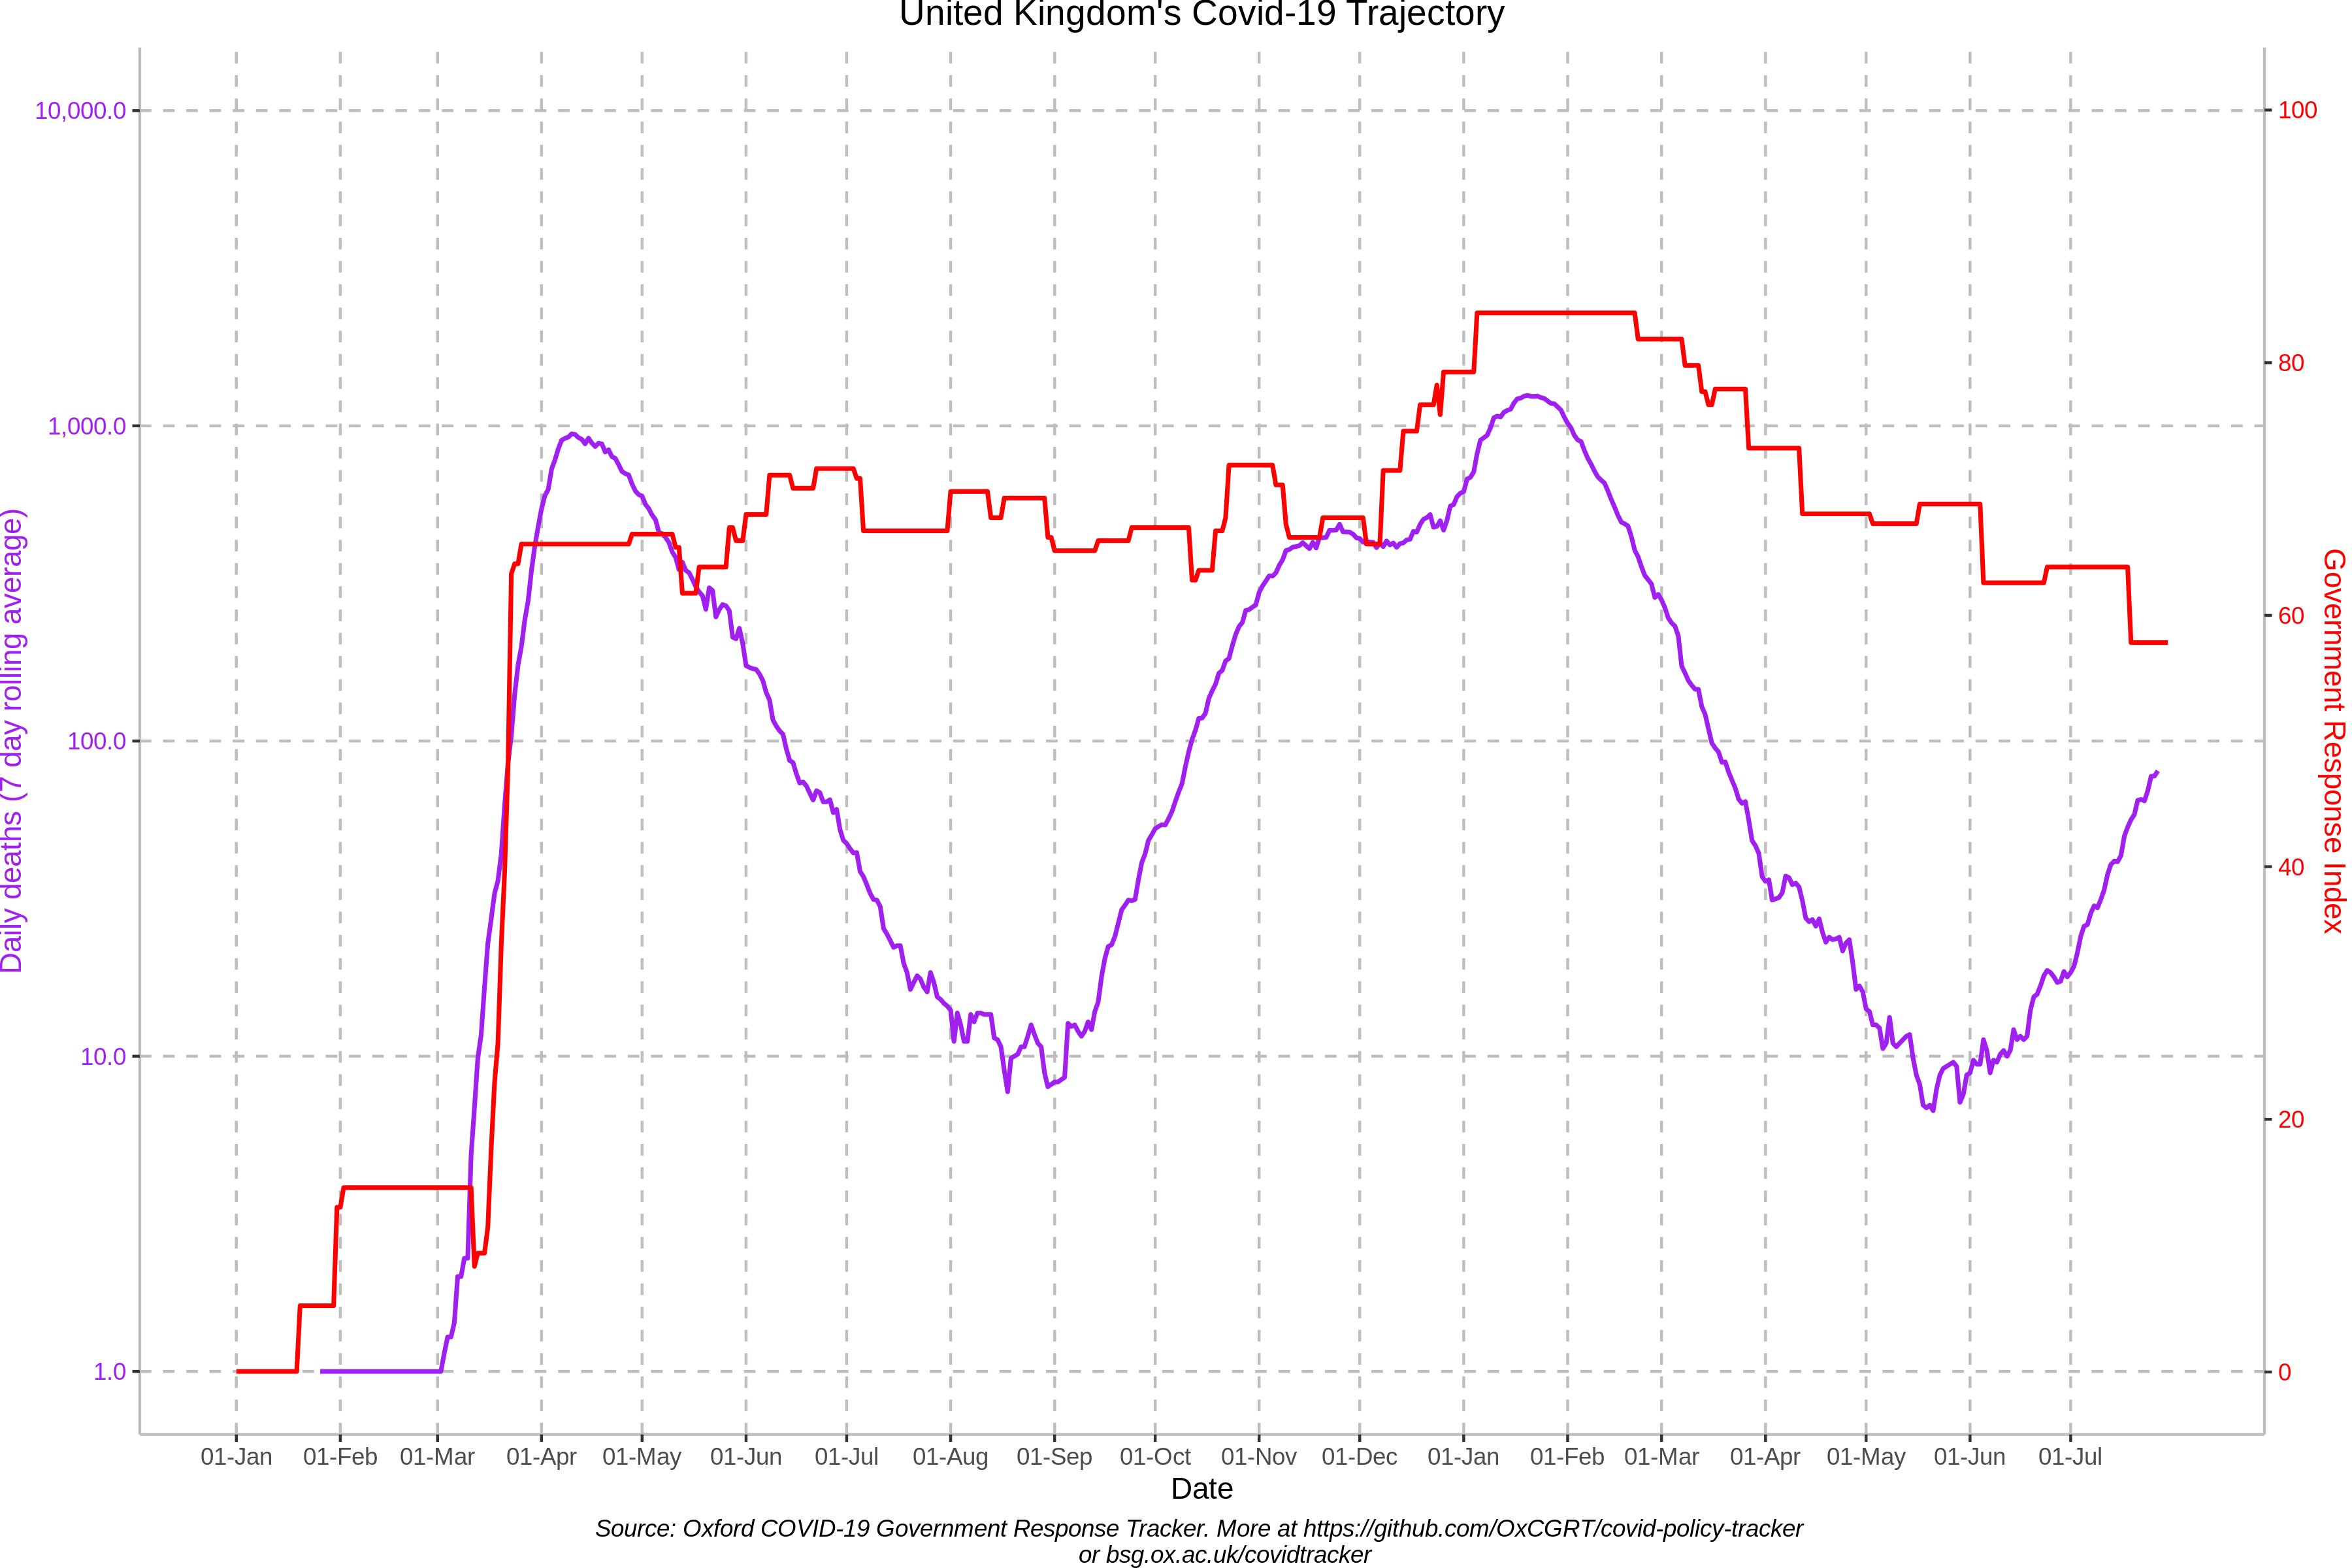 United Kingdom's Covid-19 Trajectory
10,000.0
1,000.0
100.0
10.0
1.0
Daily deaths (7 day rolling average)
100
80
60
40
20
0
Government Response Index
01-Jan 01-Feb 01-Mar 01-Apr 01-May 01-Jun 01-Jul 01-Aug 01-Sep 01-Oct 01-Nov 01-Dec 01-Jan 01-Feb 01-Mar 01-Apr 01-May 01-Jun 01-Jul
Date
Source: Oxford COVID-19 Government Response Tracker. More at https://github.com/OxCGRT/covid-policy-tracker
or bsg.ox.ac.uk/covidtracker